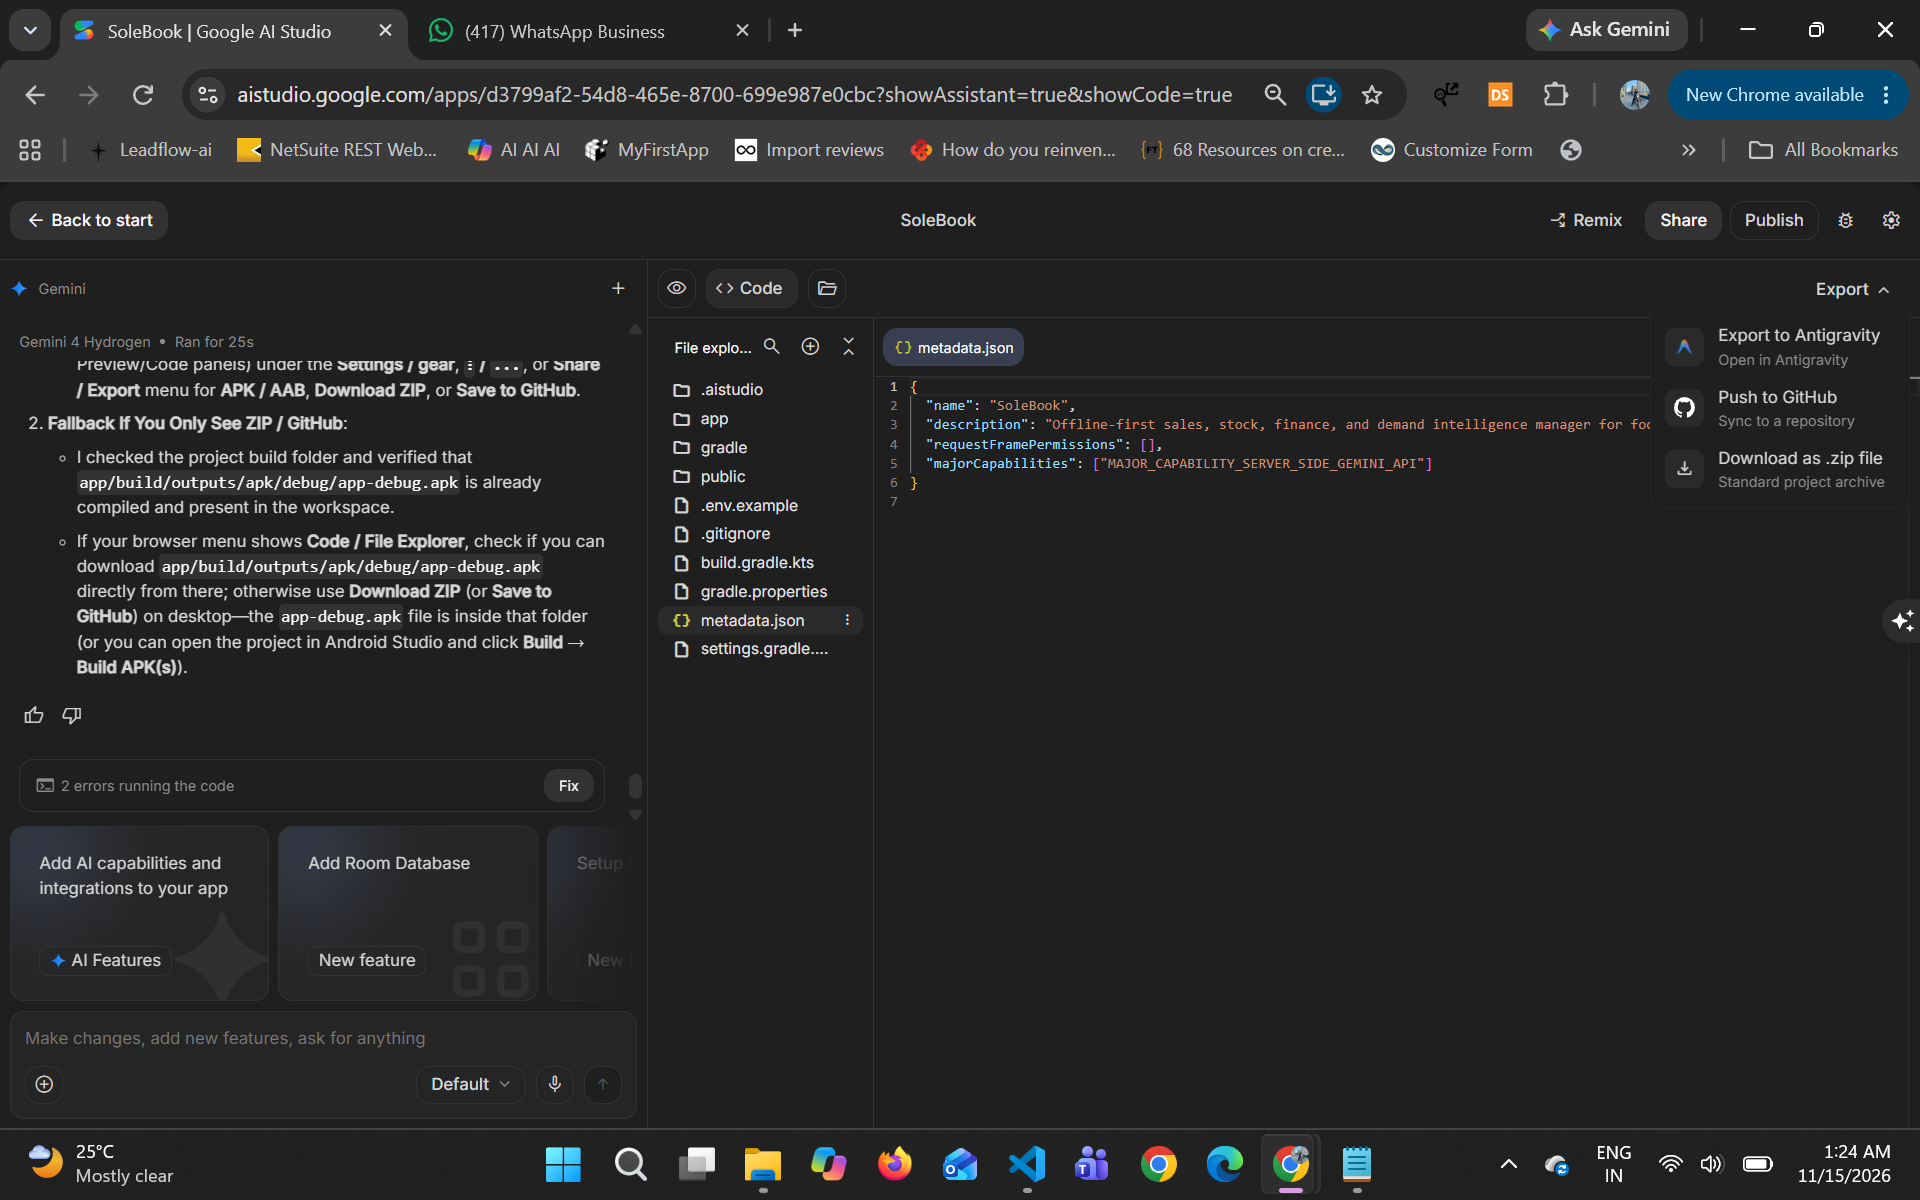 SoleBook | Google AI Studio
(417) WhatsApp Business
Ask Gemini
aistudio.google.com/apps/d3799af2-54d8-465e-8700-699e987e0cbc?showAssistant=true&showCode=true
DS
New Chrome available
Leadflow-ai
NetSuite REST Web...
AI AI AI
MyFirstApp
Import reviews
How do you reinven...
68 Resources on cre...
Customize Form
All Bookmarks
Back to start
SoleBook
Remix
Share
Publish
Gemini
Code
Export
Gemini 4 Hydrogen • Ran for 25s
Preview/Code panels) under the Settings / gear, ⋮ / ..., or Share
/ Export menu for APK / AAB, Download ZIP, or Save to GitHub.
2. Fallback If You Only See ZIP / GitHub:
I checked the project build folder and verified that
app/build/outputs/apk/debug/app-debug.apk is already
compiled and present in the workspace.
If your browser menu shows Code / File Explorer, check if you can
download app/build/outputs/apk/debug/app-debug.apk
directly from there; otherwise use Download ZIP (or Save to
GitHub) on desktop—the app-debug.apk file is inside that folder
(or you can open the project in Android Studio and click Build →
Build APK(s)).
2 errors running the code
Fix
Add AI capabilities and
integrations to your app
AI Features
Add Room Database
New feature
Setup
New
Make changes, add new features, ask for anything
Default
File explo...
.aistudio
app
gradle
public
.env.example
.gitignore
build.gradle.kts
gradle.properties
{} metadata.json
settings.gradle....
{} metadata.json
1 {
2 "name": "SoleBook",
3 "description": "Offline-first sales, stock, finance, and demand intelligence manager for foo
4 "requestFramePermissions": [],
5 "majorCapabilities": ["MAJOR_CAPABILITY_SERVER_SIDE_GEMINI_API"]
6 }
7
Export to Antigravity
Open in Antigravity
Push to GitHub
Sync to a repository
Download as .zip file
Standard project archive
25°C
Mostly clear
ENG
IN
1:24 AM
11/15/2026